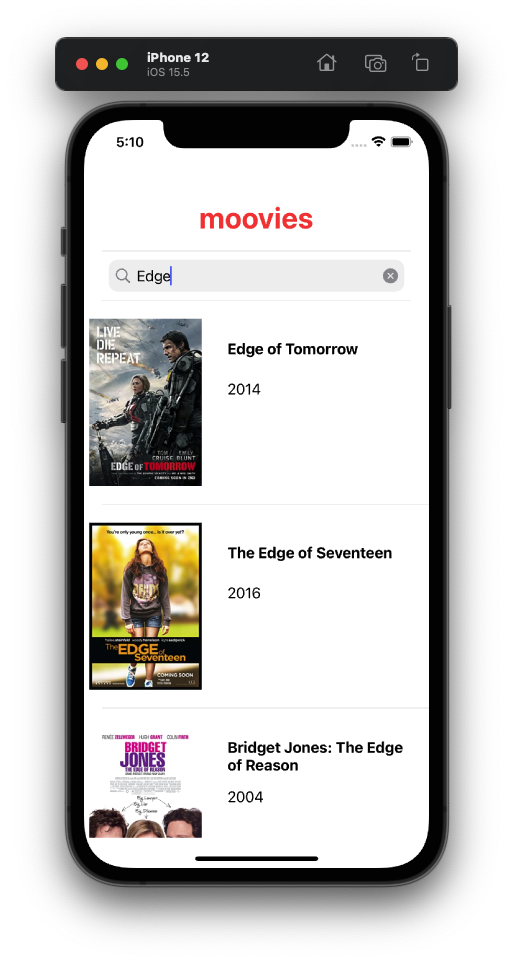 iPhone 12
iOS 15.5
5:10
moovies
Edge
LIVE
DIE
REPEAT
TOM EMILY
CRUISE BLUNT
EDGE OF TOMORROW
COMING SOON
Edge of Tomorrow
2014
You're only young once... is it over yet?
The EDGE of
Seventeen
COMING SOON
The Edge of Seventeen
2016
RENÉE ZELLWEGER HUGH GRANT COLIN FIRTH
BRIDGET
JONES
THE EDGE OF REASON
Bridget Jones: The Edge
of Reason
2004